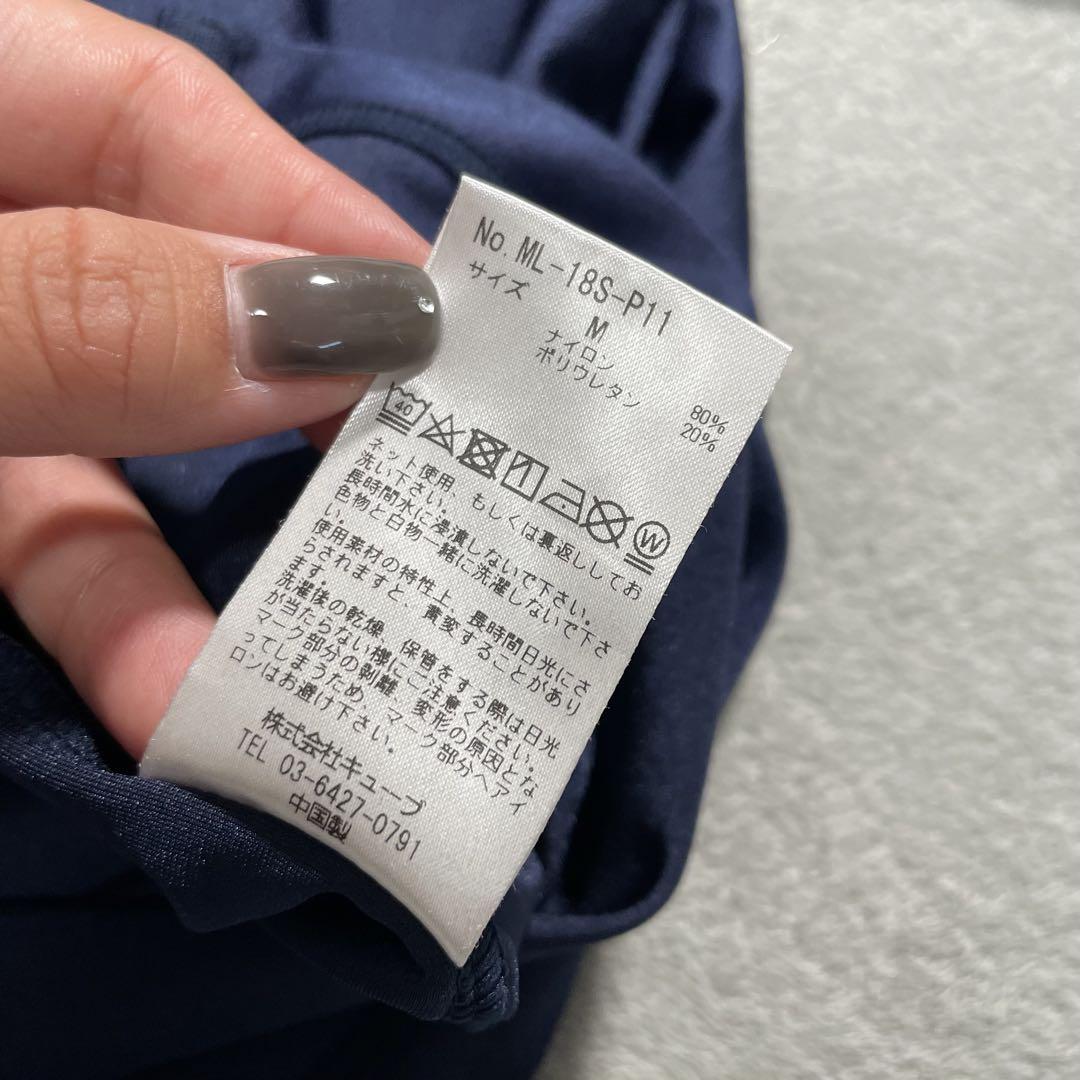 No. ML-18S-P11
サイズ
M
ナイロン 80%
ポリウレタン 20%
40
W
ネット使用、もしくは裏返ししてお
洗い下さい。
長時間水に浸漬しないで下さい。
色物と白物一緒に洗濯しないで下さ
い。
使用素材の特性上、長時間日光にさ
らされますと、黄変することがあり
ます。
洗濯後の乾燥、保管をする際は日光
が当たらない様にご注意ください。
マーク部分の剥離・変形の原因とな
ってしまうため、マーク部分へアイ
ロンはお避け下さい。
株式会社キューブ
TEL 03-6427-0791
中国製